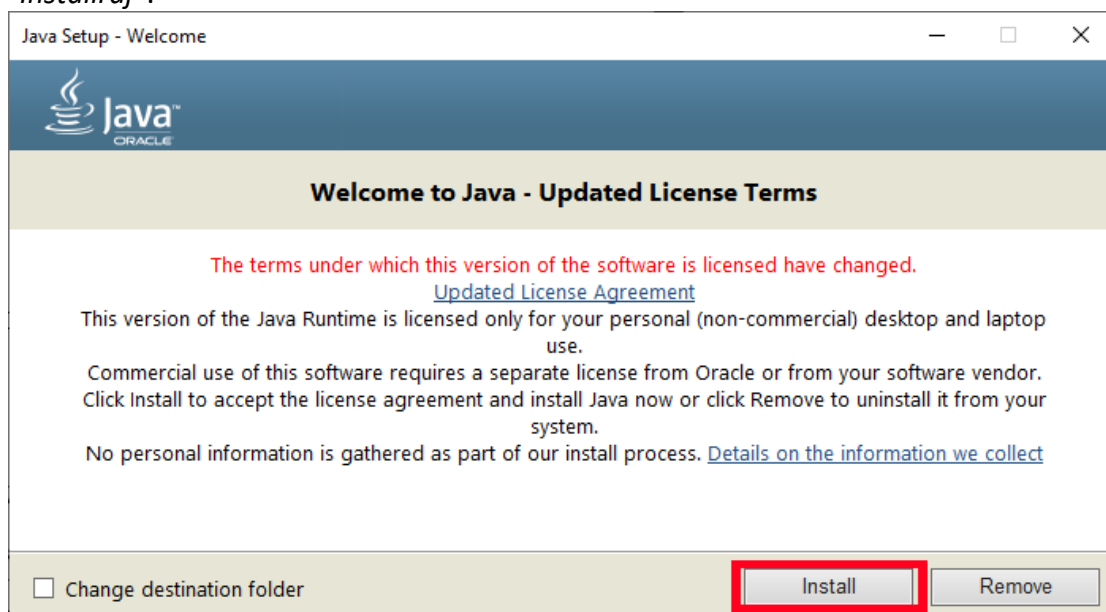 Java Setup - Welcome
Java™
ORACLE
Welcome to Java - Updated License Terms
The terms under which this version of the software is licensed have changed.
Updated License Agreement
This version of the Java Runtime is licensed only for your personal (non-commercial) desktop and laptop
use.
Commercial use of this software requires a separate license from Oracle or from your software vendor.
Click Install to accept the license agreement and install Java now or click Remove to uninstall it from your
system.
No personal information is gathered as part of our install process. Details on the information we collect
Change destination folder
Install
Remove